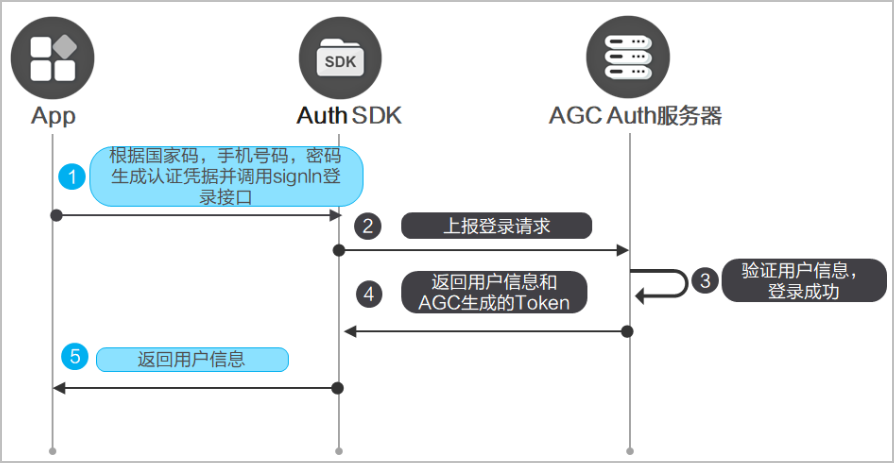 SDK
App
Auth SDK
AGC Auth服务器
1
根据国家码，手机号码，密码
生成认证凭据并调用signIn登
录接口
2
上报登录请求
3
验证用户信息，
登录成功
4
返回用户信息和
AGC生成的Token
5
返回用户信息